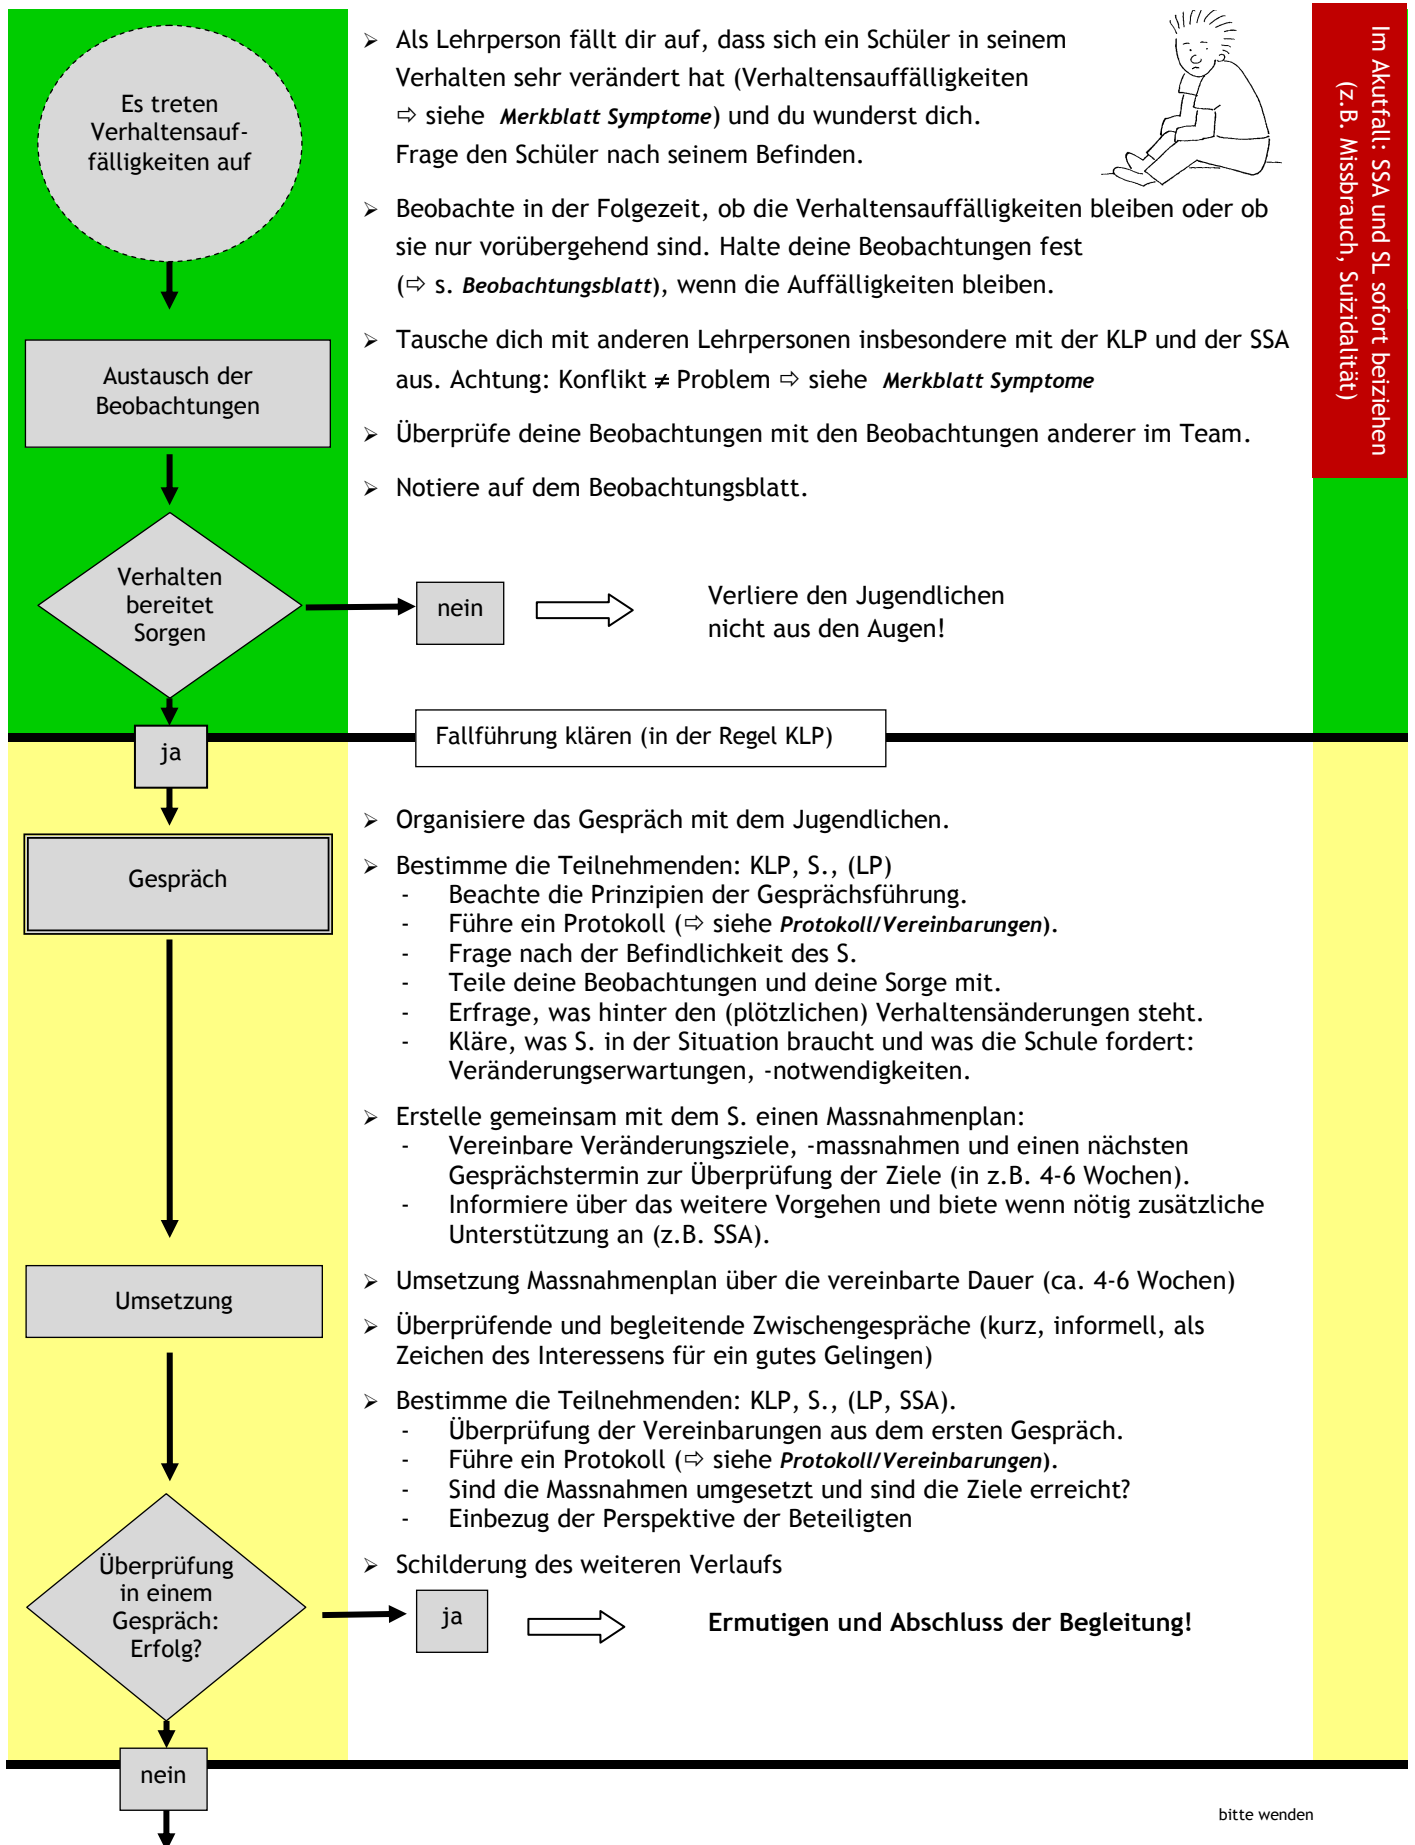 Es treten
Verhaltensauf-
fälligkeiten auf
➢ Als Lehrperson fällt dir auf, dass sich ein Schüler in seinem
Verhalten sehr verändert hat (Verhaltensauffälligkeiten
⇨ siehe Merkblatt Symptome) und du wunderst dich.
Frage den Schüler nach seinem Befinden.
➢ Beobachte in der Folgezeit, ob die Verhaltensauffälligkeiten bleiben oder ob
sie nur vorübergehend sind. Halte deine Beobachtungen fest
(⇨ s. Beobachtungsblatt), wenn die Auffälligkeiten bleiben.
Im Akutfall: SSA und SL sofort beiziehen
(z.B. Missbrauch, Suizidalität)
Austausch der
Beobachtungen
➢ Tausche dich mit anderen Lehrpersonen insbesondere mit der KLP und der SSA
aus. Achtung: Konflikt ≠ Problem ⇨ siehe Merkblatt Symptome
➢ Überprüfe deine Beobachtungen mit den Beobachtungen anderer im Team.
➢ Notiere auf dem Beobachtungsblatt.
Verhalten
bereitet
Sorgen
nein
Verliere den Jugendlichen
nicht aus den Augen!
ja
Fallführung klären (in der Regel KLP)
Gespräch
➢ Organisiere das Gespräch mit dem Jugendlichen.
➢ Bestimme die Teilnehmenden: KLP, S., (LP)
- Beachte die Prinzipien der Gesprächsführung.
- Führe ein Protokoll (⇨ siehe Protokoll/Vereinbarungen).
- Frage nach der Befindlichkeit des S.
- Teile deine Beobachtungen und deine Sorge mit.
- Erfrage, was hinter den (plötzlichen) Verhaltensänderungen steht.
- Kläre, was S. in der Situation braucht und was die Schule fordert:
Veränderungserwartungen, -notwendigkeiten.
➢ Erstelle gemeinsam mit dem S. einen Massnahmenplan:
- Vereinbare Veränderungsziele, -massnahmen und einen nächsten
Gesprächstermin zur Überprüfung der Ziele (in z.B. 4-6 Wochen).
- Informiere über das weitere Vorgehen und biete wenn nötig zusätzliche
Unterstützung an (z.B. SSA).
Umsetzung
➢ Umsetzung Massnahmenplan über die vereinbarte Dauer (ca. 4-6 Wochen)
➢ Überprüfende und begleitende Zwischengespräche (kurz, informell, als
Zeichen des Interessens für ein gutes Gelingen)
➢ Bestimme die Teilnehmenden: KLP, S., (LP, SSA).
- Überprüfung der Vereinbarungen aus dem ersten Gespräch.
- Führe ein Protokoll (⇨ siehe Protokoll/Vereinbarungen).
- Sind die Massnahmen umgesetzt und sind die Ziele erreicht?
- Einbezug der Perspektive der Beteiligten
➢ Schilderung des weiteren Verlaufs
Überprüfung
in einem
Gespräch:
Erfolg?
ja
Ermutigen und Abschluss der Begleitung!
nein
bitte wenden